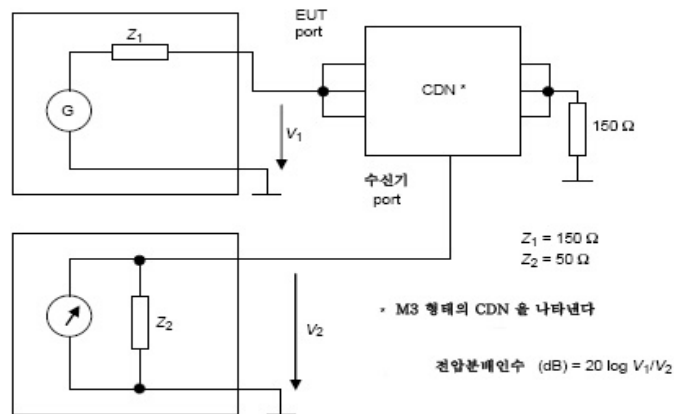 EUT
port
Z1
CDN *
G
V1
150 Ω
수신기
port
Z1 = 150 Ω
Z2 = 50 Ω
Z2
V2
* M3 형태의 CDN 을 나타낸다
전압분배인수 (dB) = 20 log V1/V2